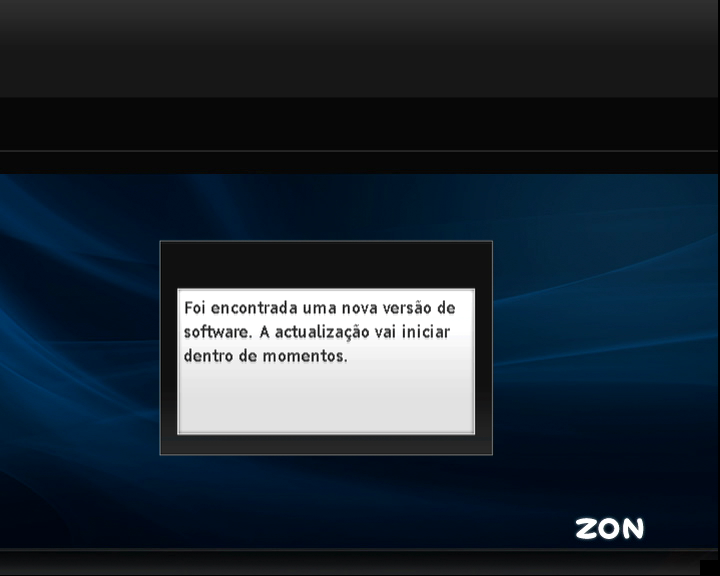 Foi encontrada uma nova versão de
software. A actualização vai iniciar
dentro de momentos.
ZON